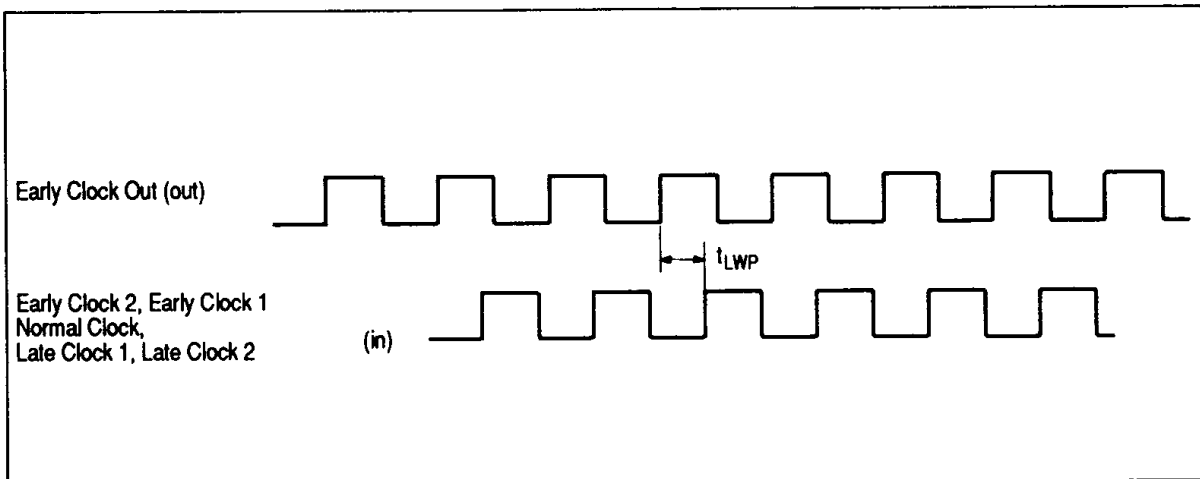 Early Clock Out (out)
tLWP
Early Clock 2, Early Clock 1
Normal Clock,
(in)
Late Clock 1, Late Clock 2